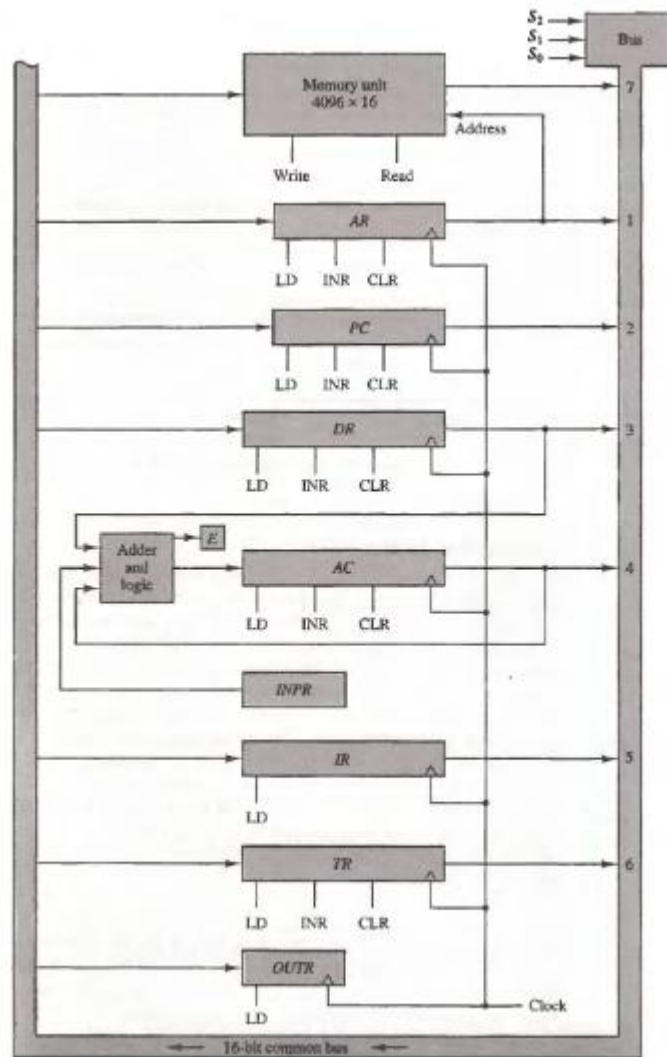 S₂
S₁
S₀
Bus
Memory unit
4096 × 16
7
Address
Write Read
AR
1
LD INR CLR
PC
2
LD INR CLR
DR
3
LD INR CLR
Adder
and
logic
E
AC
4
LD INR CLR
INPR
IR
5
LD
TR
6
LD INR CLR
OUTR
LD
Clock
16-bit common bus